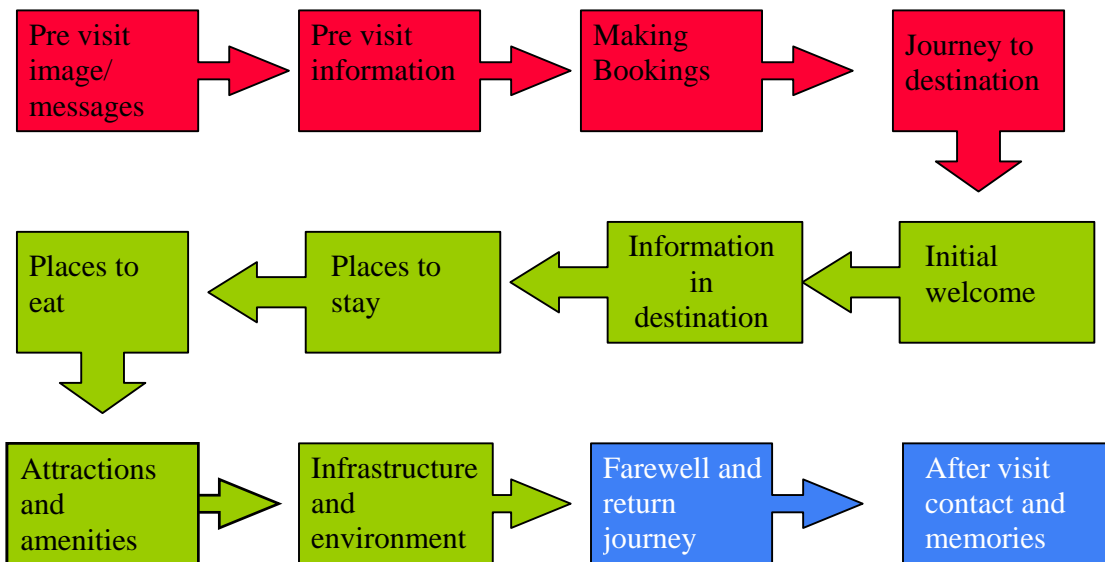 Pre visit
image/
messages
Pre visit
information
Making
Bookings
Journey to
destination
Initial
welcome
Information
in
destination
Places to
stay
Places to
eat
Attractions
and
amenities
Infrastructure
and
environment
Farewell and
return
journey
After visit
contact and
memories